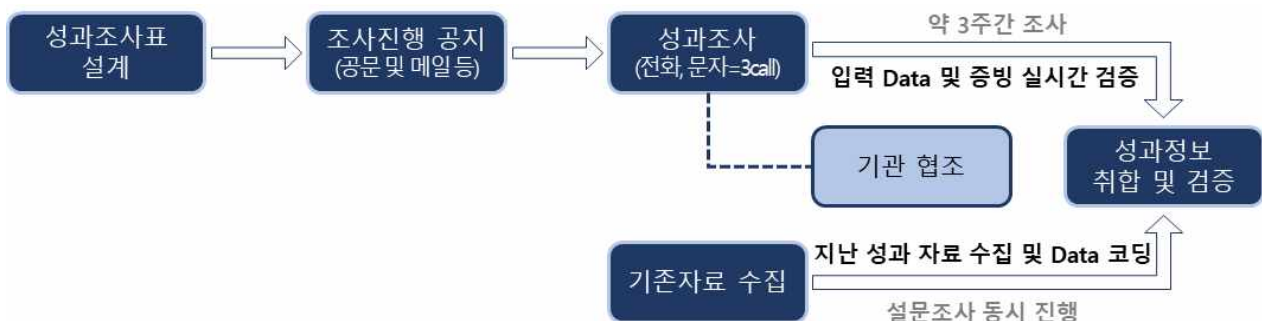 성과조사표
설계
조사진행 공지
(공문 및 메일 등)
성과조사
(전화, 문자=3call)
약 3주간 조사
입력 Data 및 증빙 실시간 검증
기관 협조
성과정보
취합 및 검증
기존자료 수집
지난 성과 자료 수집 및 Data 코딩
설문조사 동시 진행